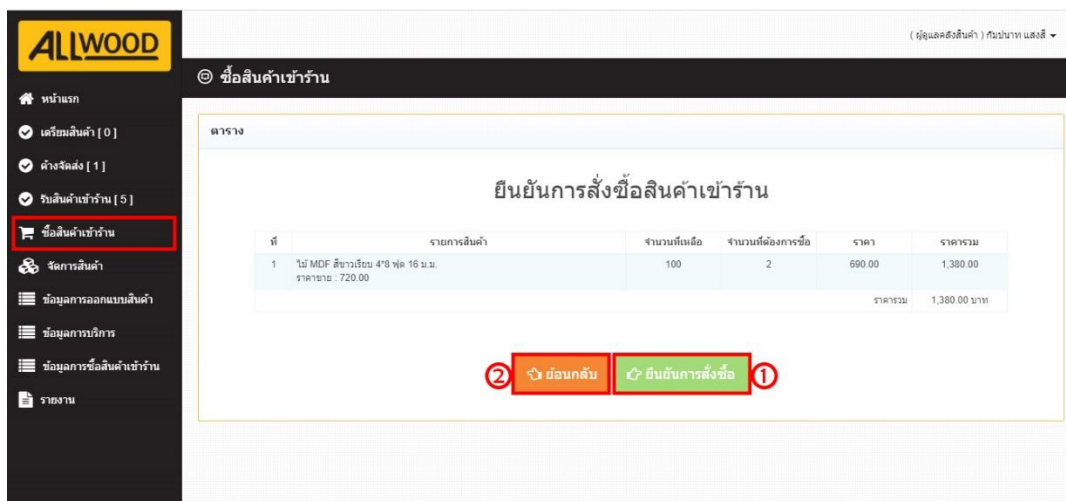 ALLWOOD
( ผู้ดูแลคลังสินค้า ) กัมปนาท แสงสี
ซื้อสินค้าเข้าร้าน
หน้าแรก
เตรียมสินค้า [ 0 ]
ค้างจัดส่ง [ 1 ]
รับสินค้าเข้าร้าน [ 5 ]
ซื้อสินค้าเข้าร้าน
จัดการสินค้า
ข้อมูลการออกแบบสินค้า
ข้อมูลการบริการ
ข้อมูลการซื้อสินค้าเข้าร้าน
รายงาน
ตาราง
ยืนยันการสั่งซื้อสินค้าเข้าร้าน
ที่ รายการสินค้า จำนวนที่เหลือ จำนวนที่ต้องการซื้อ ราคา ราคารวม
1 ไม้ MDF สีขาวเรียบ 4*8 ฟุต 16 ม.ม. 100 2 690.00 1,380.00
ราคาขาย : 720.00
ราคารวม 1,380.00 บาท
② ย้อนกลับ ยืนยันการสั่งซื้อ ①